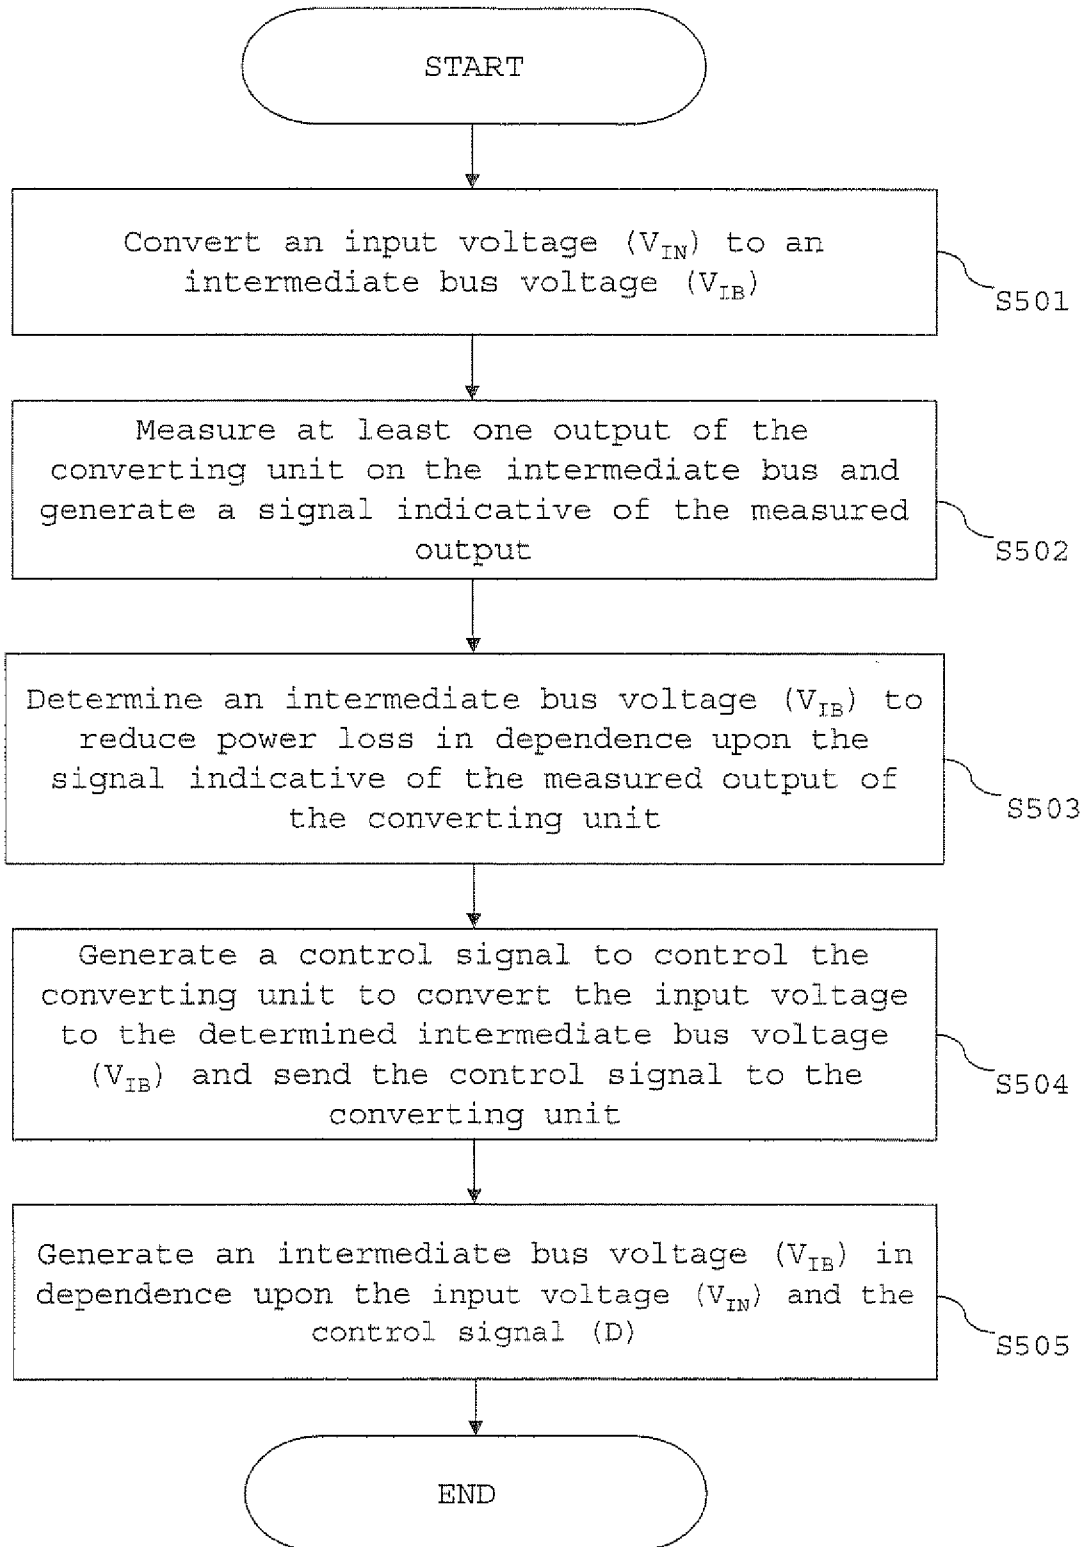 START
Convert an input voltage (V_IN) to an
intermediate bus voltage (V_IB)
S501
Measure at least one output of the
converting unit on the intermediate bus and
generate a signal indicative of the measured
output
S502
Determine an intermediate bus voltage (V_IB) to
reduce power loss in dependence upon the
signal indicative of the measured output of
the converting unit
S503
Generate a control signal to control the
converting unit to convert the input voltage
to the determined intermediate bus voltage
(V_IB) and send the control signal to the
converting unit
S504
Generate an intermediate bus voltage (V_IB) in
dependence upon the input voltage (V_IN) and the
control signal (D)
S505
END